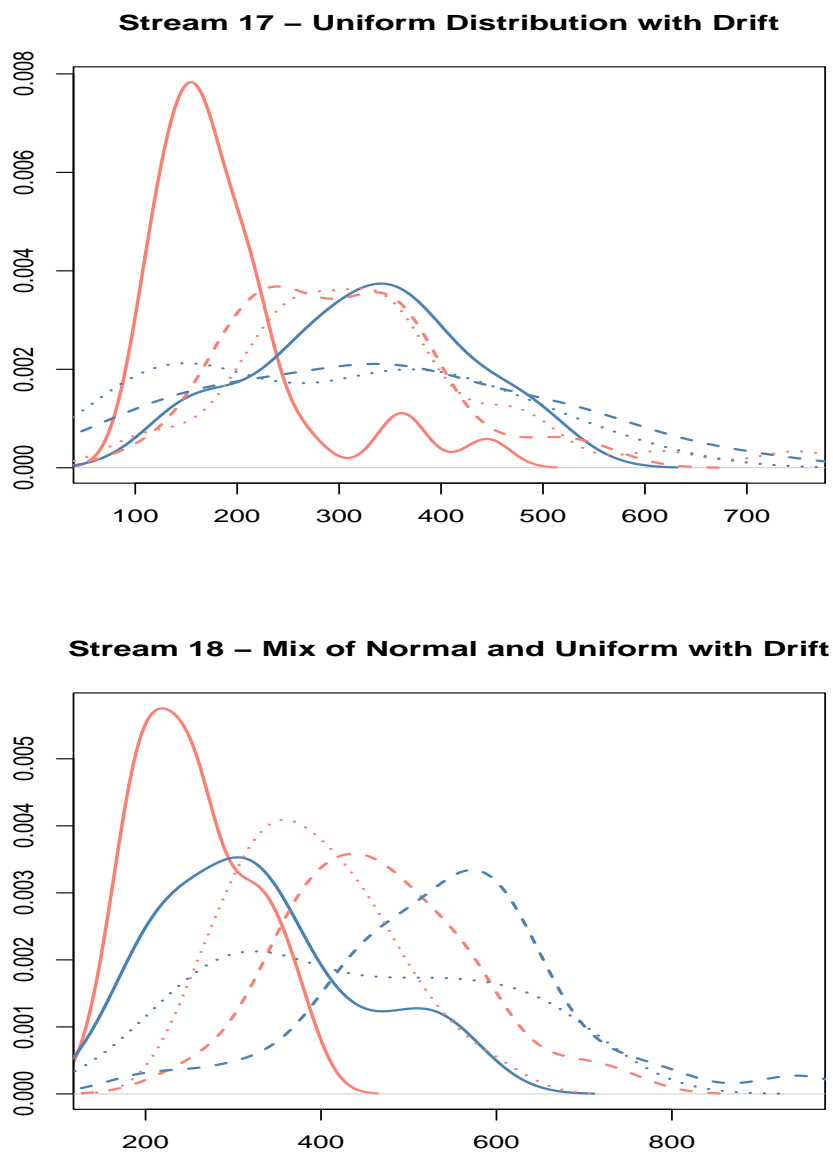 Stream 17 – Uniform Distribution with Drift
0.008
0.006
0.004
0.002
0.000
100 200 300 400 500 600 700
Stream 18 – Mix of Normal and Uniform with Drift
0.005
0.004
0.003
0.002
0.001
0.000
200 400 600 800